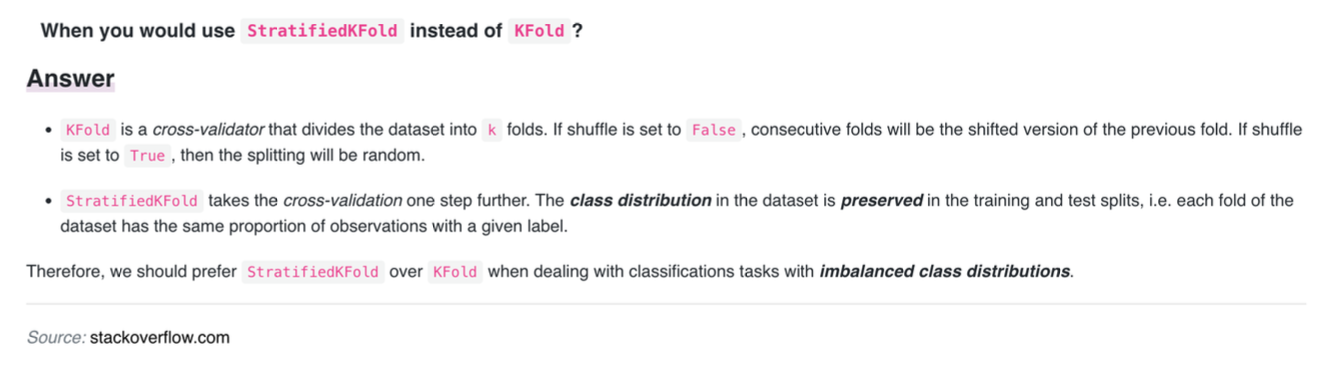 When you would use StratifiedKFold instead of KFold ?
Answer
• KFold is a cross-validator that divides the dataset into k folds. If shuffle is set to False , consecutive folds will be the shifted version of the previous fold. If shuffle
is set to True , then the splitting will be random.
• StratifiedKFold takes the cross-validation one step further. The class distribution in the dataset is preserved in the training and test splits, i.e. each fold of the
dataset has the same proportion of observations with a given label.
Therefore, we should prefer StratifiedKFold over KFold when dealing with classifications tasks with imbalanced class distributions.
Source: stackoverflow.com